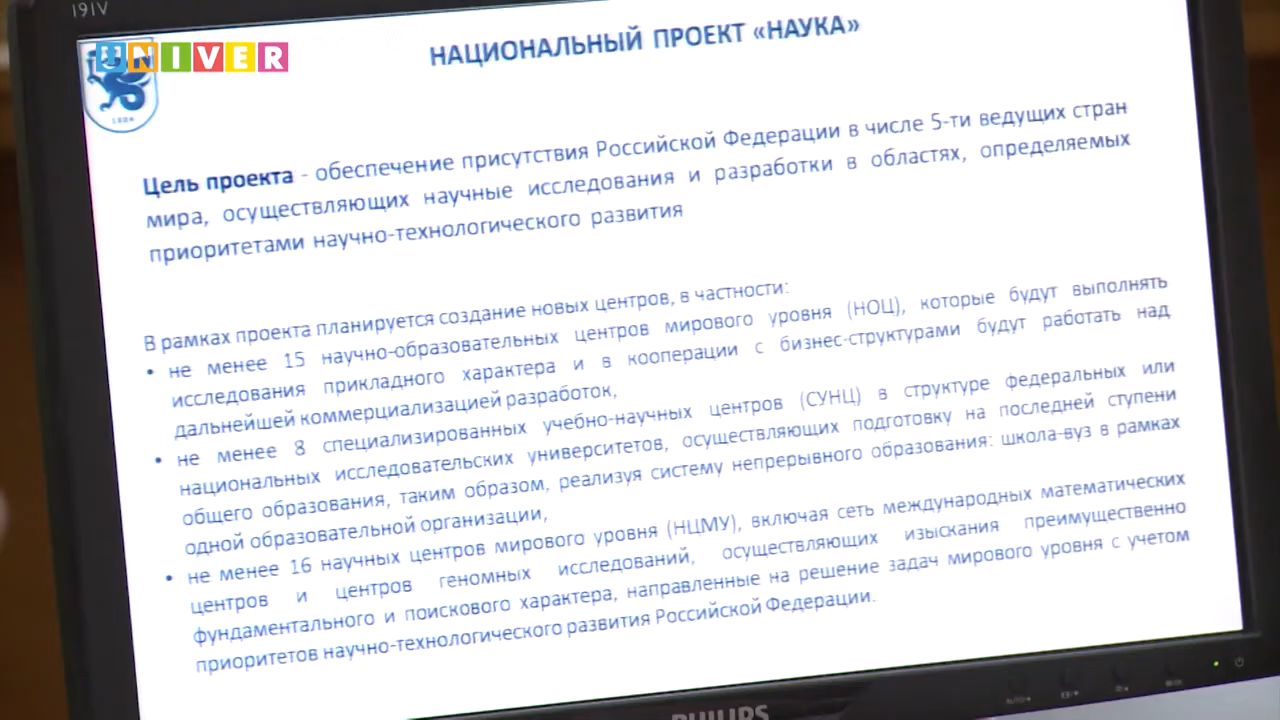 191V
UNIVER
1804
НАЦИОНАЛЬНЫЙ ПРОЕКТ «НАУКА»
Цель проекта - обеспечение присутствия Российской Федерации в числе 5-ти ведущих стран
мира, осуществляющих научные исследования и разработки в областях, определяемых
приоритетами научно-технологического развития
В рамках проекта планируется создание новых центров, в частности:
• не менее 15 научно-образовательных центров мирового уровня (НОЦ), которые будут выполнять
исследования прикладного характера и в кооперации с бизнес-структурами будут работать над
дальнейшей коммерциализацией разработок,
• не менее 8 специализированных учебно-научных центров (СУНЦ) в структуре федеральных или
национальных исследовательских университетов, осуществляющих подготовку на последней ступени
общего образования, таким образом, реализуя систему непрерывного образования: школа-вуз в рамках
одной образовательной организации,
• не менее 16 научных центров мирового уровня (НЦМУ), включая сеть международных математических
центров и центров геномных исследований, осуществляющих изыскания преимущественно
фундаментального и поискового характера, направленные на решение задач мирового уровня с учетом
приоритетов научно-технологического развития Российской Федерации.
PHILIPS